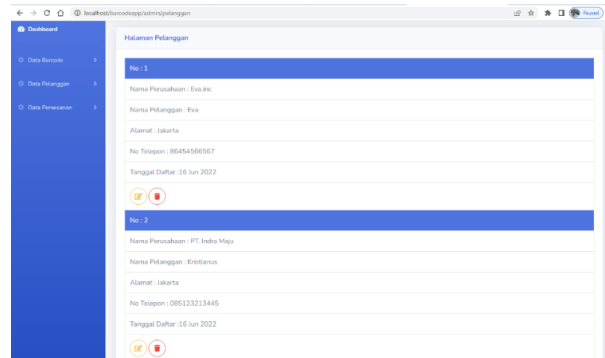 localhost/barcodeapp/admin/pelanggan
Paused
Dashboard
Halaman Pelanggan
Data Barcode
Data Pelanggan
Data Pemesanan
No : 1
Nama Perusahaan : Eva.inc
Nama Pelanggan : Eva
Alamat : Jakarta
No Telepon : 86454566567
Tanggal Daftar :16 Jun 2022
No : 2
Nama Perusahaan : PT. Indra Maju
Nama Pelanggan : Kristianus
Alamat : Jakarta
No Telepon : 085123213445
Tanggal Daftar :16 Jun 2022